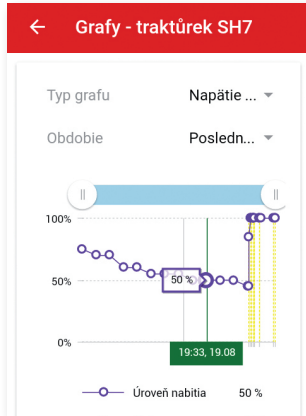 Grafy - traktůrek SH7
Typ grafu Napätie ...
Obdobie Posledn...
100%
50%
50 %
0%
19:33, 19.08
Úroveň nabitia 50 %